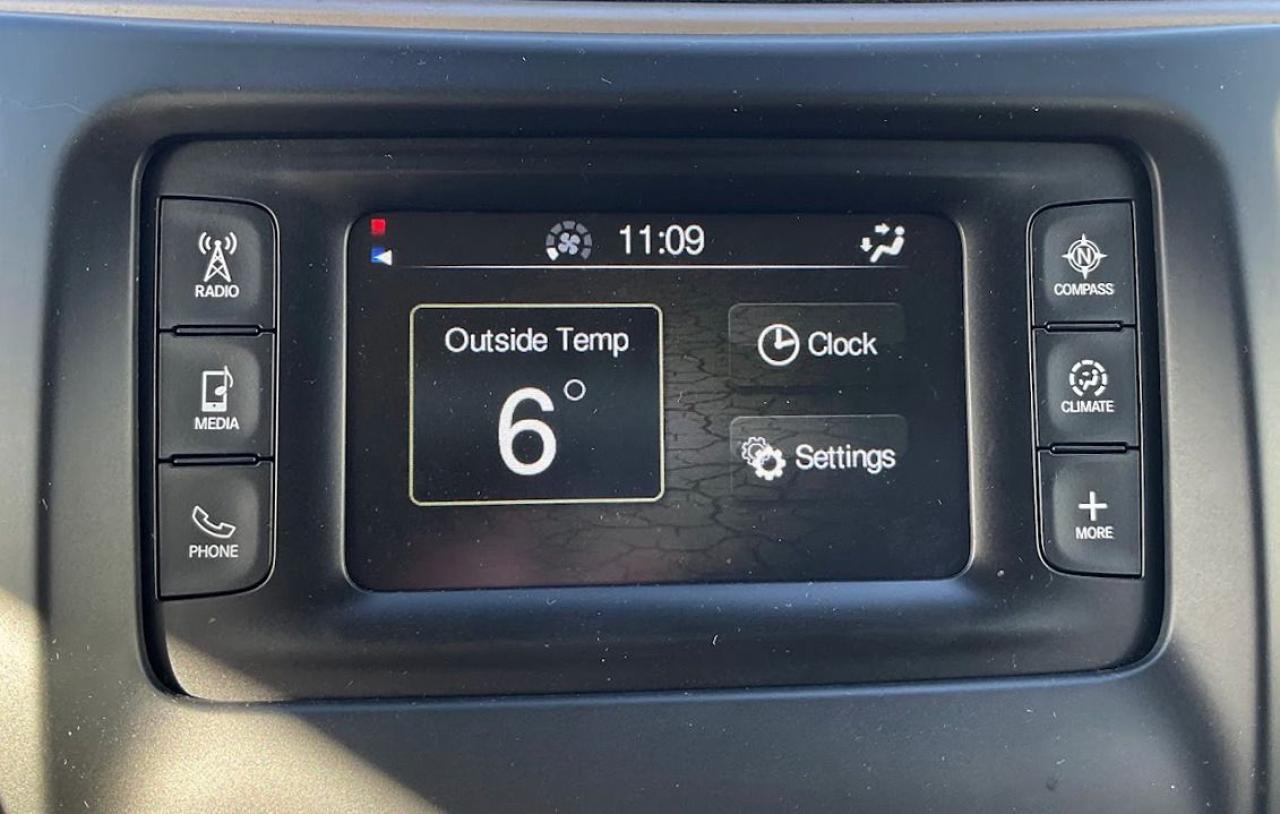 11:09
RADIO
MEDIA
PHONE
Outside Temp
6°
Clock
Settings
N
COMPASS
CLIMATE
MORE